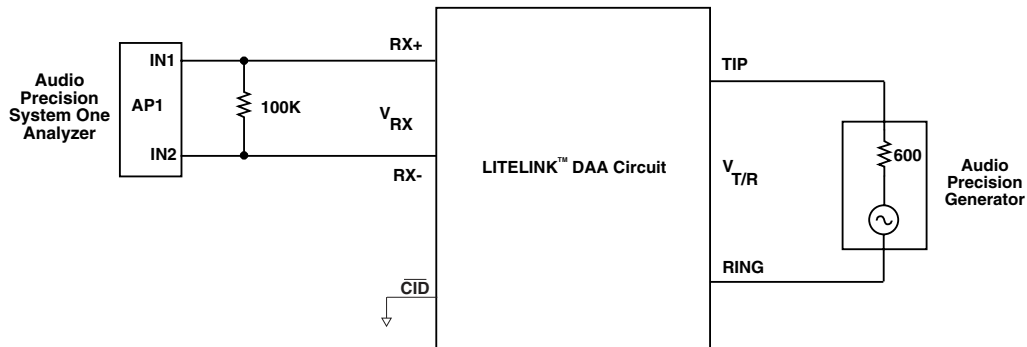 Audio
Precision
System One
Analyzer
IN1
AP1
IN2
100K
RX+
VRX
RX-
CID
LITELINK™ DAA Circuit
TIP
VT/R
RING
600
Audio
Precision
Generator